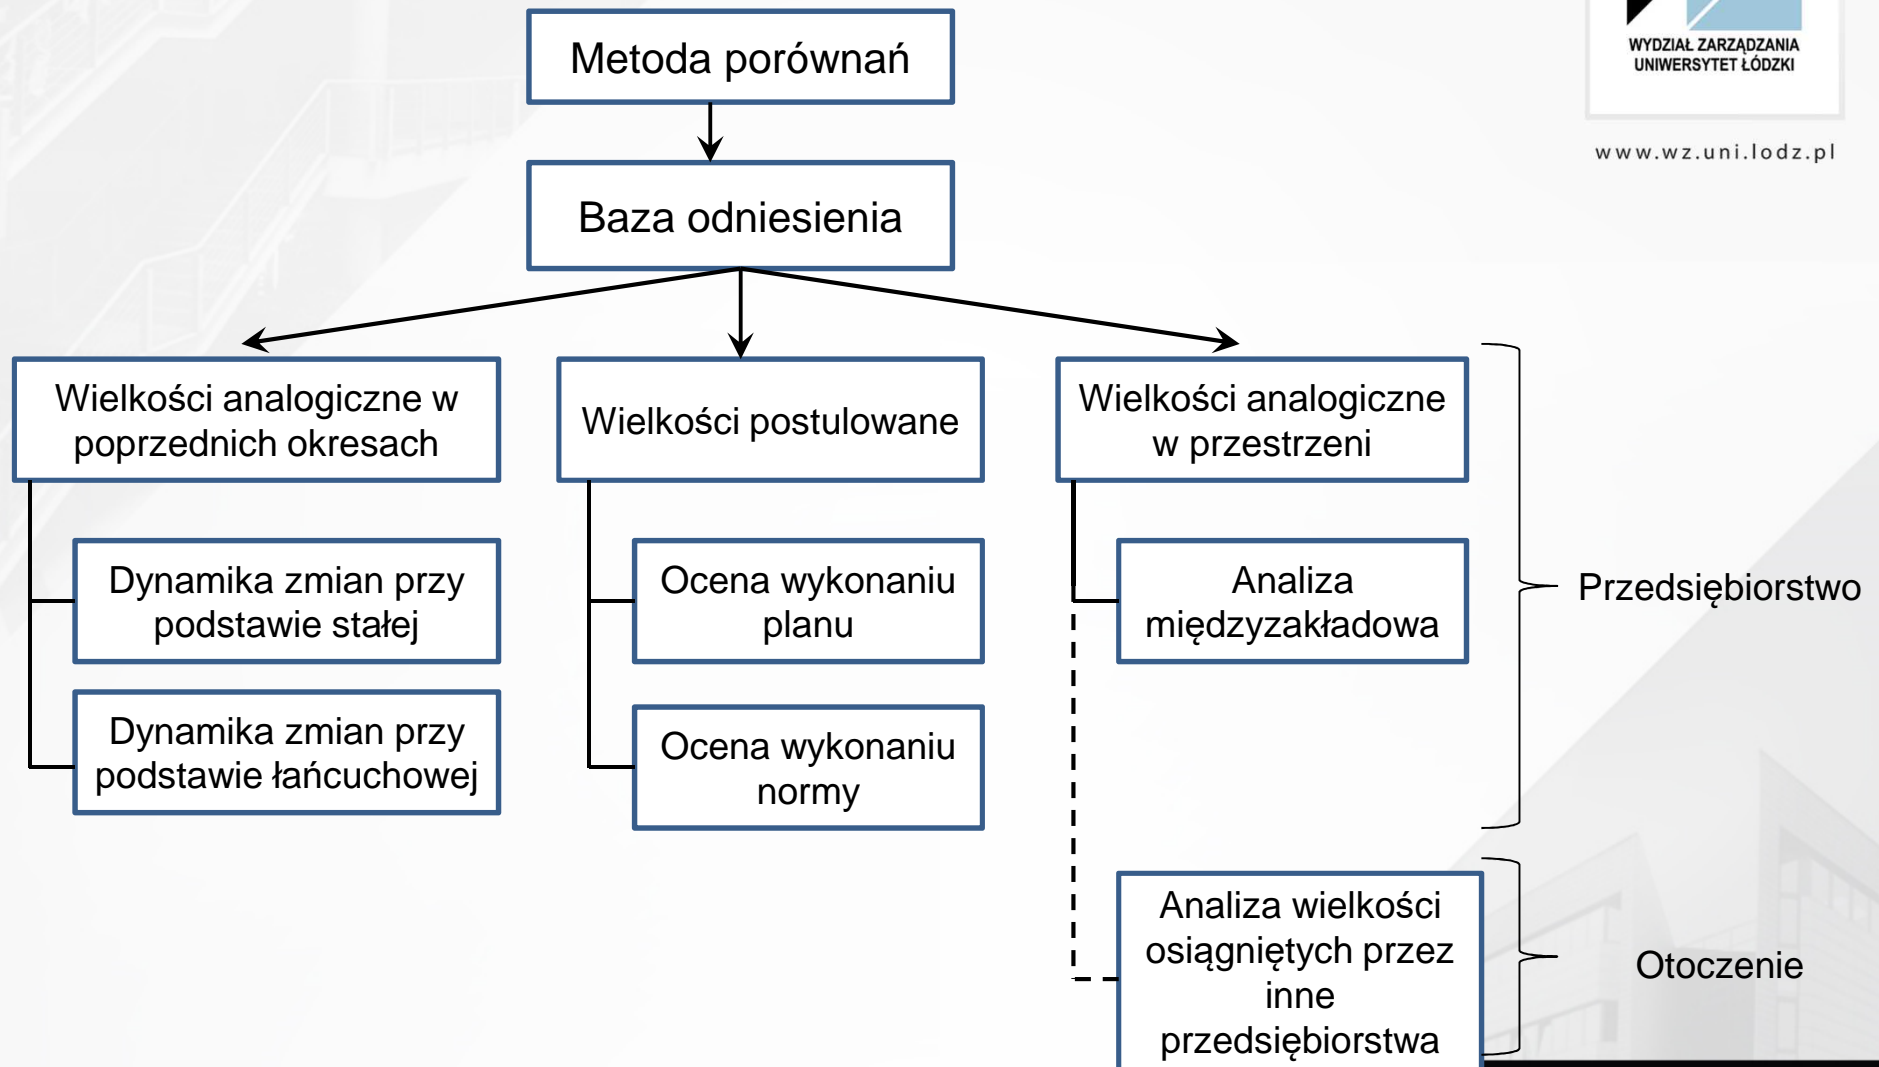 Metoda porównań
WYDZIAŁ ZARZĄDZANIA
UNIWERSYTET ŁÓDZKI
www.wz.uni.lodz.pl
Baza odniesienia
Wielkości analogiczne w
poprzednich okresach
Wielkości postulowane
Wielkości analogiczne
w przestrzeni
Dynamika zmian przy
podstawie stałej
Ocena wykonaniu
planu
Analiza
międzyzakładowa
Przedsiębiorstwo
Dynamika zmian przy
podstawie łańcuchowej
Ocena wykonaniu
normy
Analiza wielkości
osiągniętych przez
inne
przedsiębiorstwa
Otoczenie